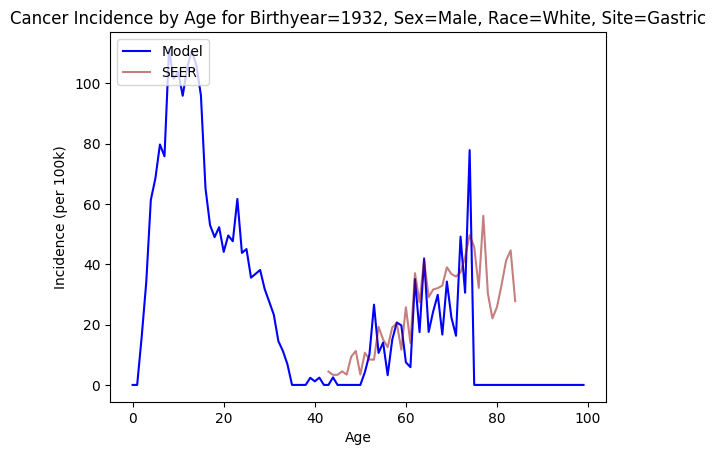 Cancer Incidence by Age for Birthyear=1932, Sex=Male, Race=White, Site=Gastric
Model
SEER
Incidence (per 100k)
100
80
60
40
20
0
0 20 40 60 80 100
Age